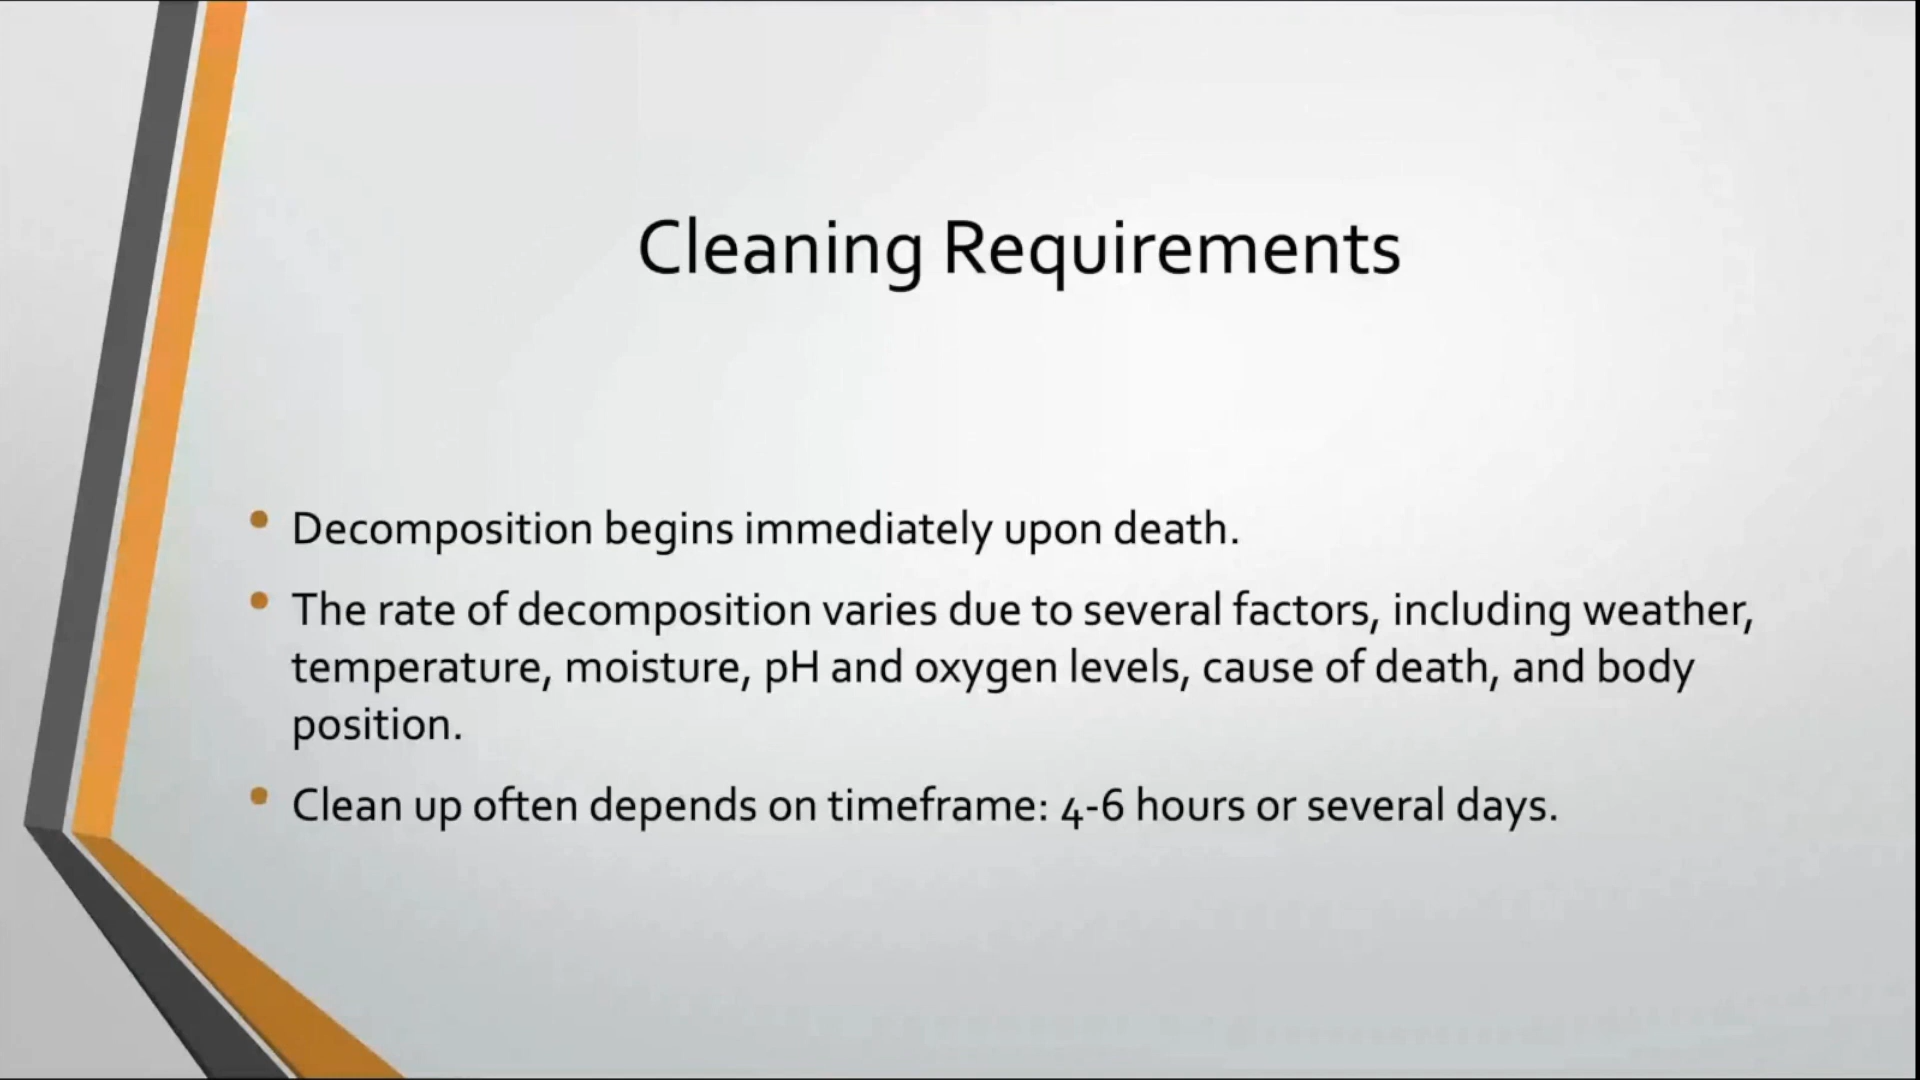 Cleaning Requirements
• Decomposition begins immediately upon death.
• The rate of decomposition varies due to several factors, including weather,
temperature, moisture, pH and oxygen levels, cause of death, and body
position.
• Clean up often depends on timeframe: 4-6 hours or several days.